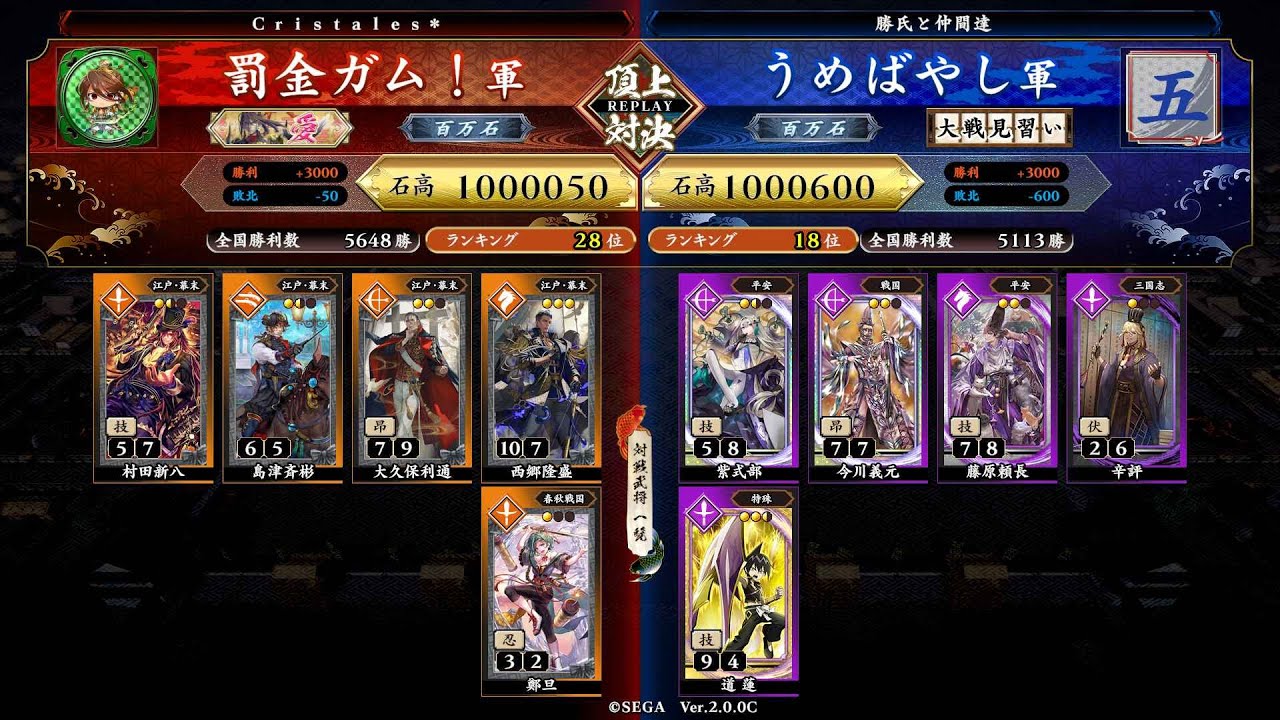 Cristales*
勝氏と仲間達
罰金ガム！軍
頂上
REPLAY
対決
うめばやし軍
五
愛
百万石
百万石
大戦見習い
勝利 +3000
敗北 -50
石高 1000050
石高 1000600
勝利 +3000
敗北 -600
全国勝利数 5648勝
ランキング 28位
ランキング 18位
全国勝利数 5113勝
江戸・幕末
技
5 7
村田新八
江戸・幕末
6 5
島津斉彬
江戸・幕末
昂
7 9
大久保利通
江戸・幕末
10 7
西郷隆盛
平安
技
5 8
紫式部
戦国
昂
7 7
今川義元
平安
技
7 8
藤原頼長
三国志
伏
2 6
辛評
対戦武将一覧
春秋戦国
忍
3 2
鄭旦
特殊
技
9 4
道蓮
©SEGA Ver.2.0.0C